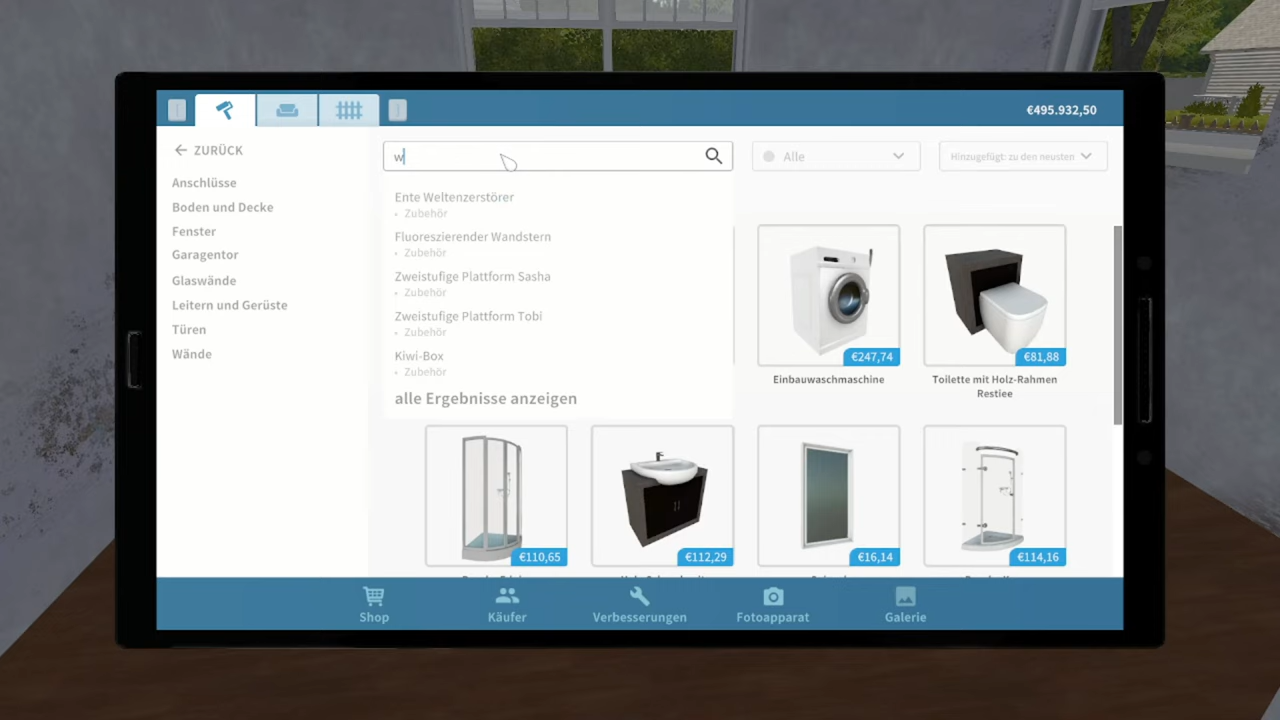 €495.932,50
ZURÜCK
Anschlüsse
Boden und Decke
Fenster
Garagentor
Glaswände
Leitern und Gerüste
Türen
Wände
w
Alle
Hinzugefügt: zu den neusten
Ente Weltenzerstörer
• Zubehör
Fluoreszierender Wandstern
• Zubehör
Zweistufige Plattform Sasha
• Zubehör
Zweistufige Plattform Tobi
• Zubehör
Kiwi-Box
• Zubehör
alle Ergebnisse anzeigen
€247,74
Einbauwaschmaschine
€81,88
Toilette mit Holz-Rahmen
Restiee
€110,65
€112,29
€16,14
€114,16
Shop
Käufer
Verbesserungen
Fotoapparat
Galerie